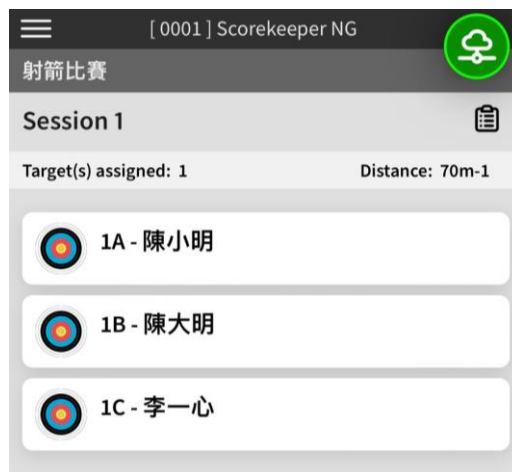 [ 0001 ] Scorekeeper NG
射箭比賽
Session 1
Target(s) assigned: 1 Distance: 70m-1
1A - 陳小明
1B - 陳大明
1C - 李一心